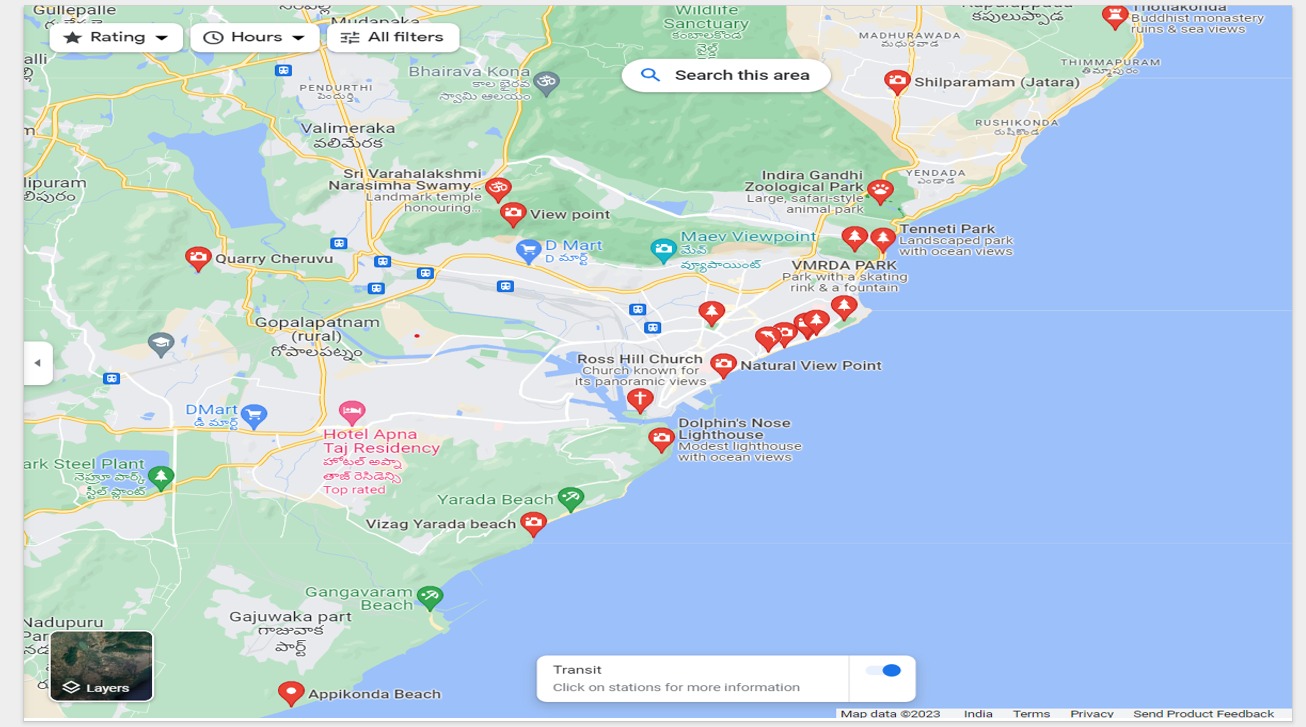 Gullepalle
గుల్లేపల్లి
సంపల్లి
Mudapaka
Rating
Hours
All filters
Wildlife
Sanctuary
కంబాలకొండ
వైల్డ్
Search this area
కాపులుప్పాడ
Thotlakonda
Buddhist monastery
ruins & sea views
MADHURAWADA
మధురవాడ
THIMMAPURAM
తిమ్మాపురం
Shilparamam (Jatara)
RUSHIKONDA
రుషికొండ
PENDURTHI
పెందుర్తి
Bhairava Kona
కాల భైరవ
స్వామి ఆలయం
Valimeraka
వలిమేరక
Sri Varahalakshmi
Narasimha Swamy...
Landmark temple
honouring...
View point
Indira Gandhi
Zoological Park
Large, safari-style
animal park
YENDADA
ఎండాడ
Tenneti Park
Landscaped park
with ocean views
Quarry Cheruvu
D Mart
D మార్ట్
Maev Viewpoint
మేవ్
వ్యూపాయింట్
VMRDA PARK
Park with a skating
rink & a fountain
Gopalapatnam
(rural)
గోపాలపట్నం
Ross Hill Church
Church known for
its panoramic views
Natural View Point
DMart
డి మార్ట్
Hotel Apna
Taj Residency
హోటల్ అప్నా
తాజ్ రెసిడెన్సి
Top rated
Dolphin's Nose
Lighthouse
Modest lighthouse
with ocean views
ark Steel Plant
నెహ్రూ పార్క్
స్టీల్ ప్లాంట్
Yarada Beach
Vizag Yarada beach
Gangavaram
Beach
Gajuwaka part
గాజువాక
పార్ట్
Nadupuru
Layers
Appikonda Beach
Transit
Click on stations for more information
Map data ©2023 India Terms Privacy Send Product Feedback